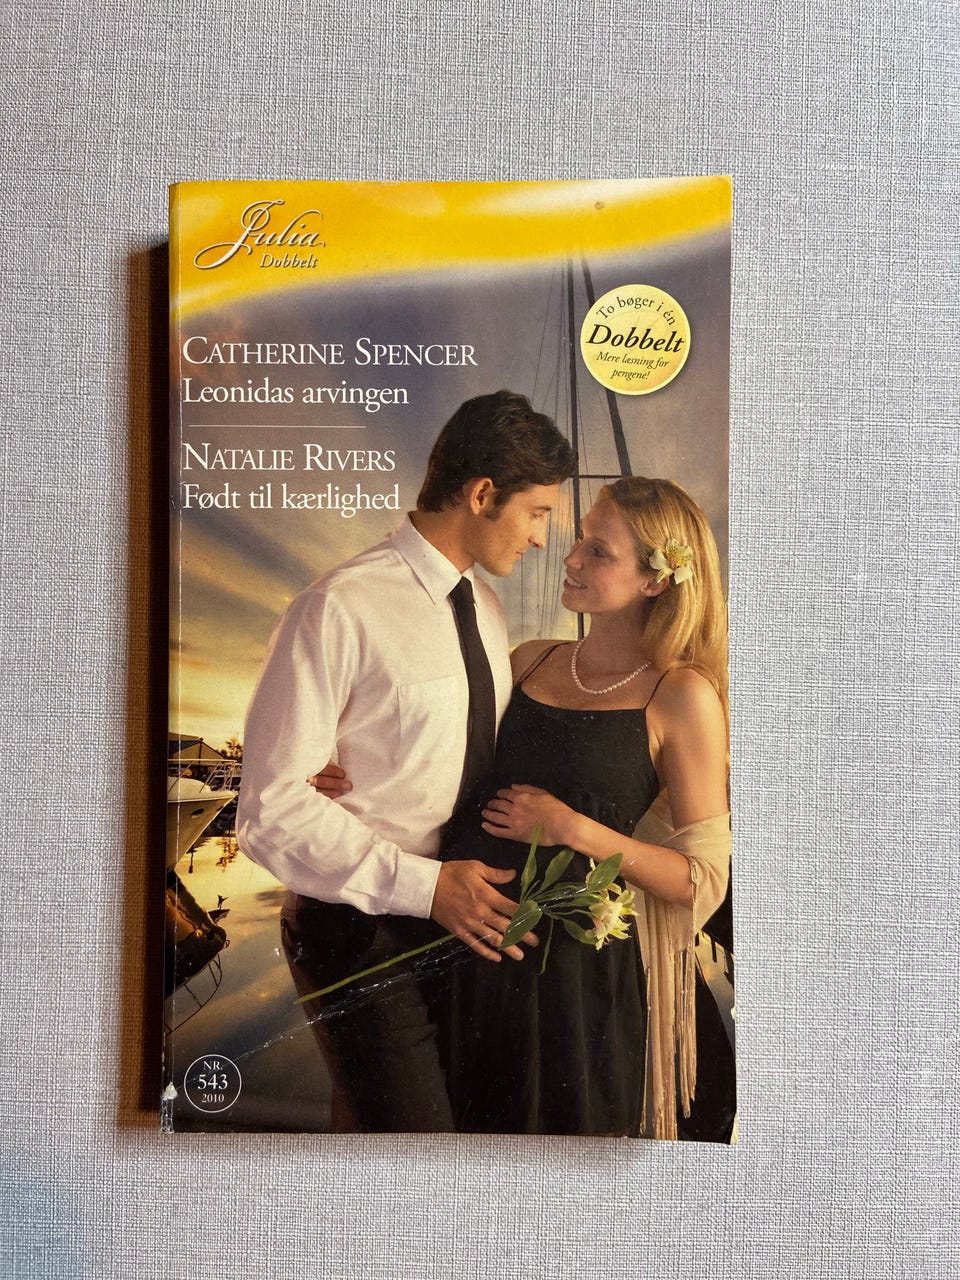 Julia
Dobbelt
To bøger i én
Dobbelt
Mere læsning for
pengene!
CATHERINE SPENCER
Leonidas arvingen
NATALIE RIVERS
Født til kærlighed
NR.
543
2010